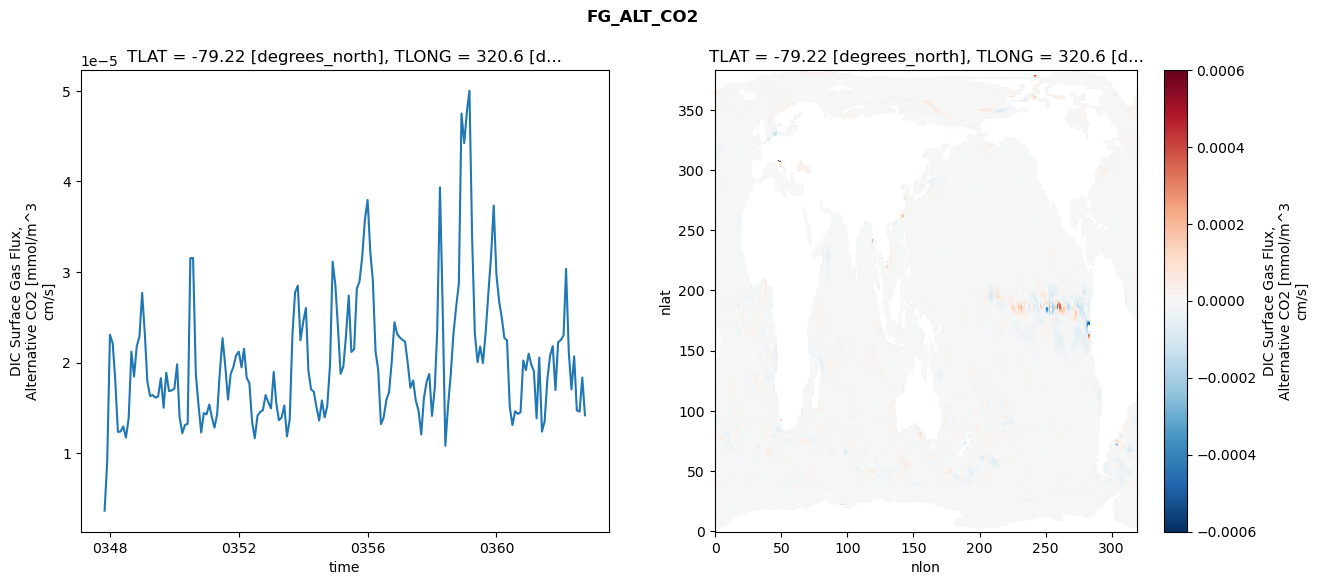 FG_ALT_CO2
TLAT = -79.22 [degrees_north], TLONG = 320.6 [d...
1e−5
5
4
3
2
1
DIC Surface Gas Flux,
Alternative CO2 [mmol/m^3
cm/s]
0348
0352
0356
0360
time
TLAT = -79.22 [degrees_north], TLONG = 320.6 [d...
350
300
250
200
150
100
50
0
nlat
0
50
100
150
200
250
300
nlon
0.0006
0.0004
0.0002
0.0000
−0.0002
−0.0004
−0.0006
DIC Surface Gas Flux,
Alternative CO2 [mmol/m^3
cm/s]